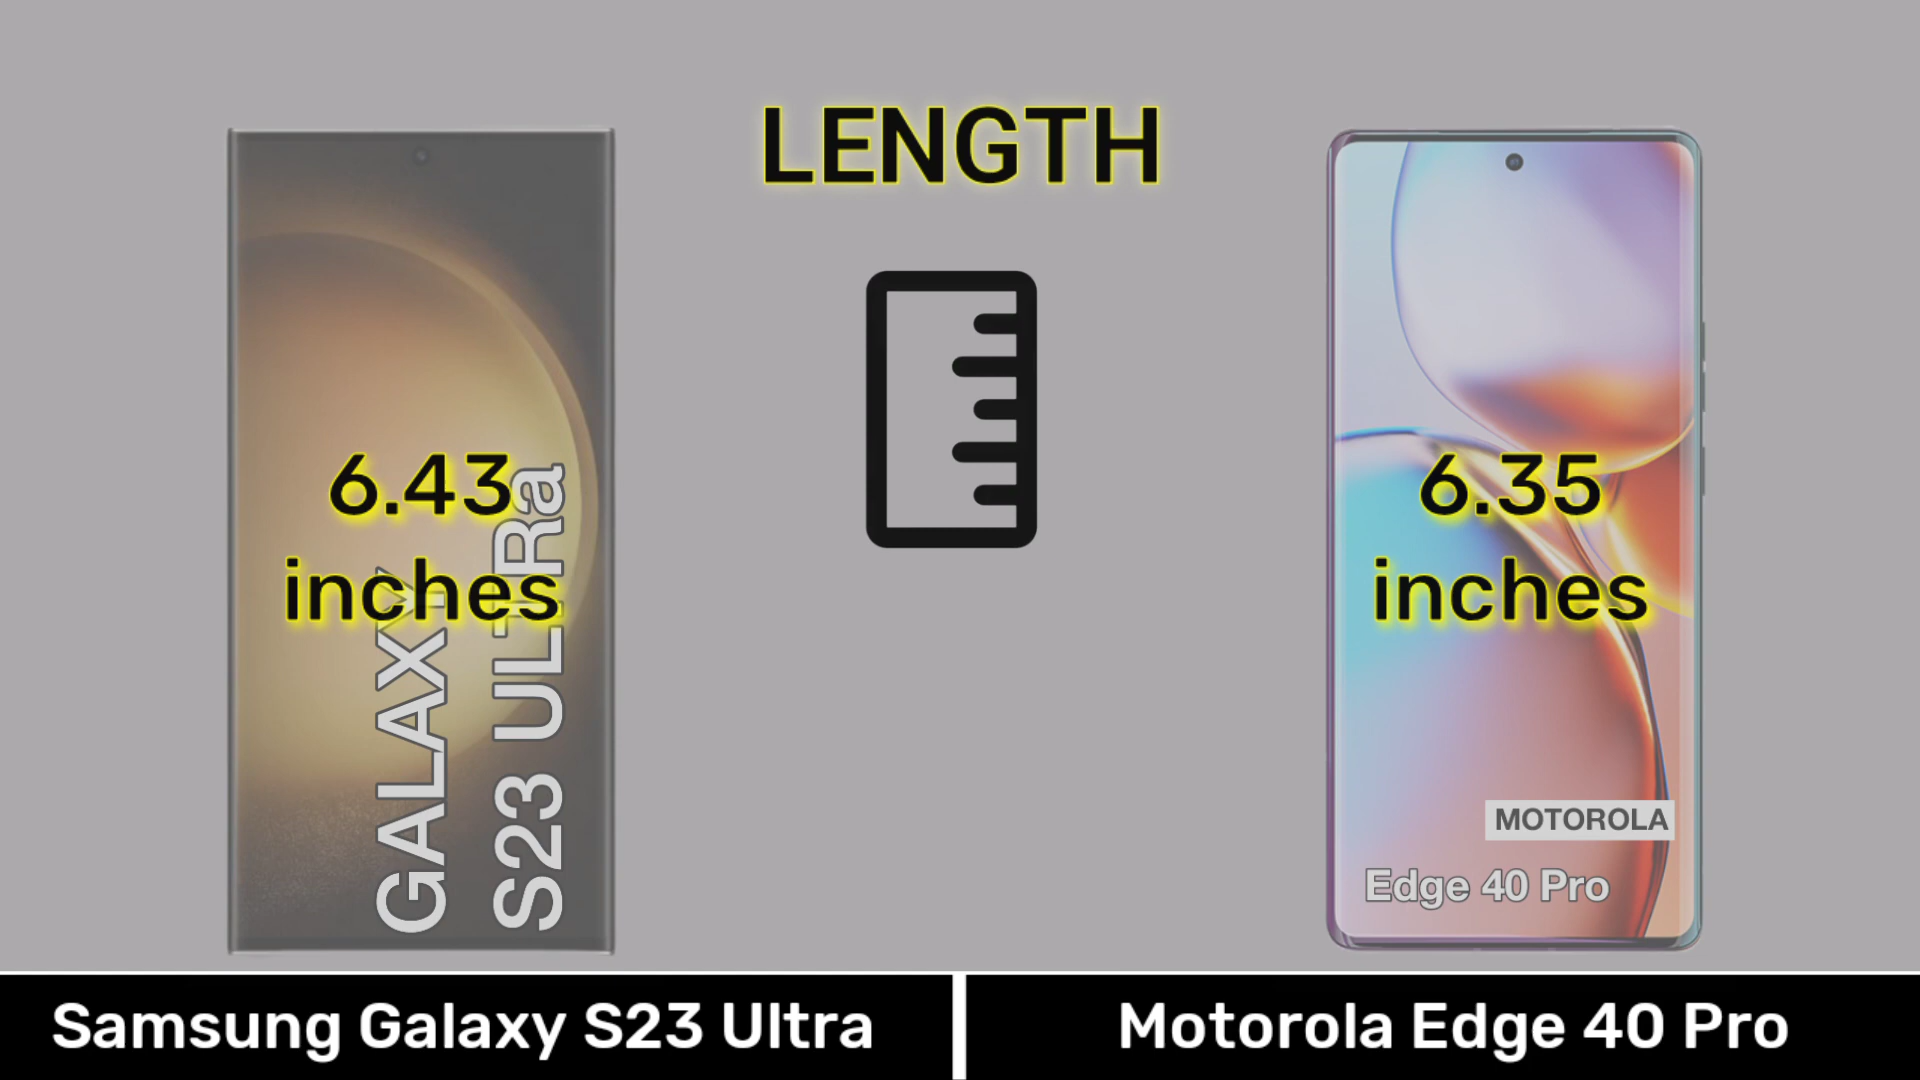 LENGTH
6.43
inches
GALAXY
S23 ULTRa
6.35
inches
MOTOROLA
Edge 40 Pro
Samsung Galaxy S23 Ultra
Motorola Edge 40 Pro